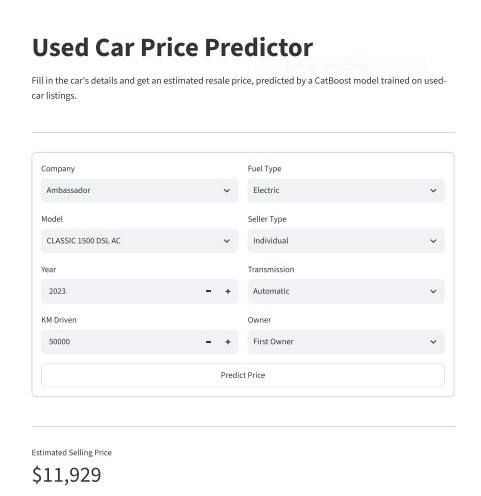 Used Car Price Predictor
Fill in the car's details and get an estimated resale price, predicted by a CatBoost model trained on used-
car listings.
Company
Ambassador
Fuel Type
Electric
Model
CLASSIC 1500 DSL AC
Seller Type
Individual
Year
2023
Transmission
Automatic
KM Driven
50000
Owner
First Owner
Predict Price
Estimated Selling Price
$11,929